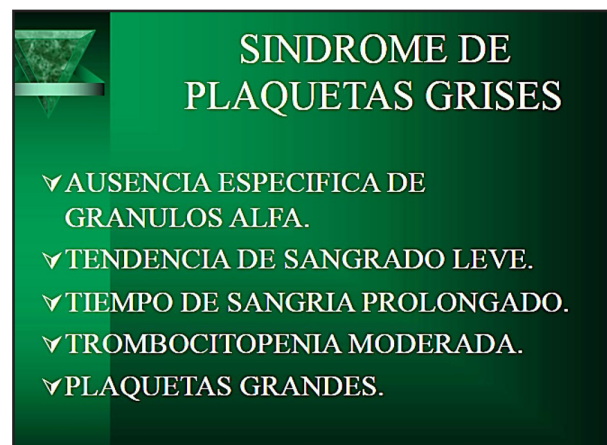 SINDROME DE
PLAQUETAS GRISES
AUSENCIA ESPECIFICA DE
GRANULOS ALFA.
TENDENCIA DE SANGRADO LEVE.
TIEMPO DE SANGRIA PROLONGADO.
TROMBOCITOPENIA MODERADA.
PLAQUETAS GRANDES.